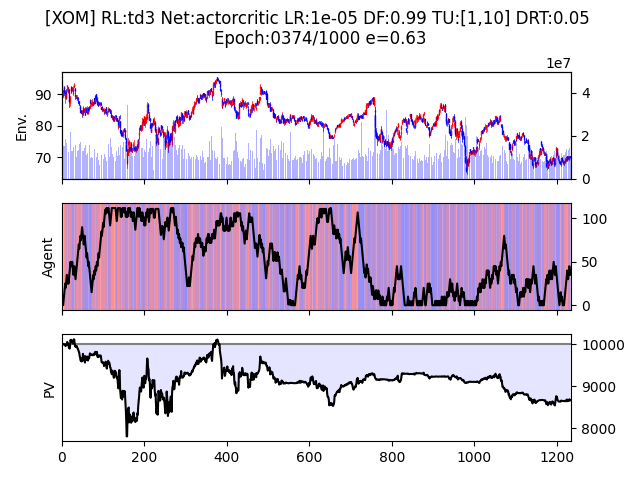 [XOM] RL:td3 Net:actorcritic LR:1e-05 DF:0.99 TU:[1,10] DRT:0.05
Epoch:0374/1000 e=0.63
1e7
Env.
90
80
70
4
2
0
Agent
100
50
0
PV
10000
9000
8000
0 200 400 600 800 1000 1200